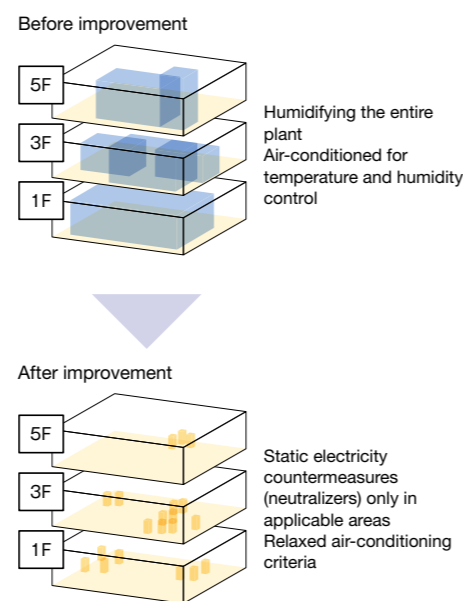 Before improvement
5F
3F
1F
Humidifying the entire
plant
Air-conditioned for
temperature and humidity
control
After improvement
5F
3F
1F
Static electricity
countermeasures
(neutralizers) only in
applicable areas
Relaxed air-conditioning
criteria